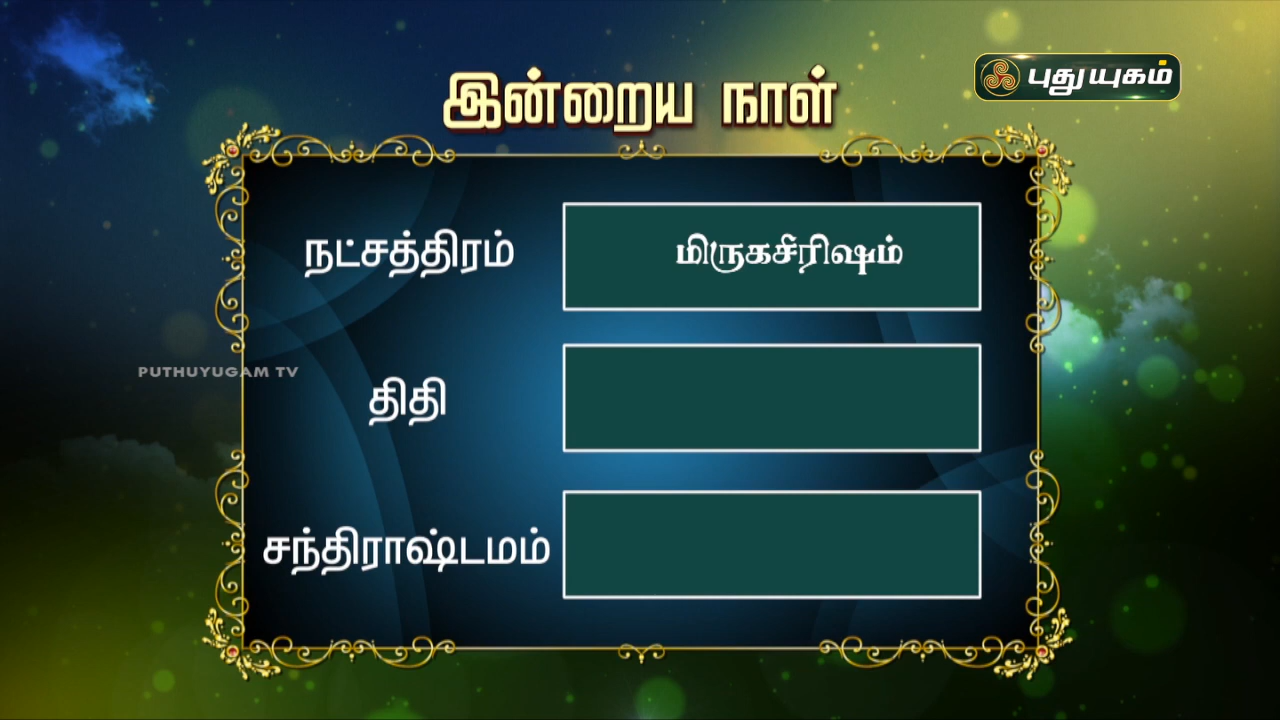 இன்றைய நாள்
புதுயுகம்
நட்சத்திரம்
மிருகசீரிஷம்
PUTHUYUGAM TV
திதி
சந்திராஷ்டமம்